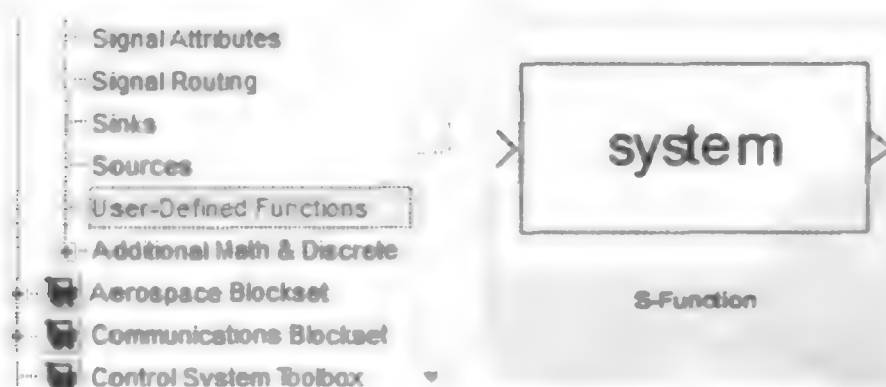 Signal Attributes
Signal Routing
Sinks
Sources
User-Defined Functions
Additional Math & Discrete
Aerospace Blockset
Communications Blockset
Control System Toolbox
system
S-Function